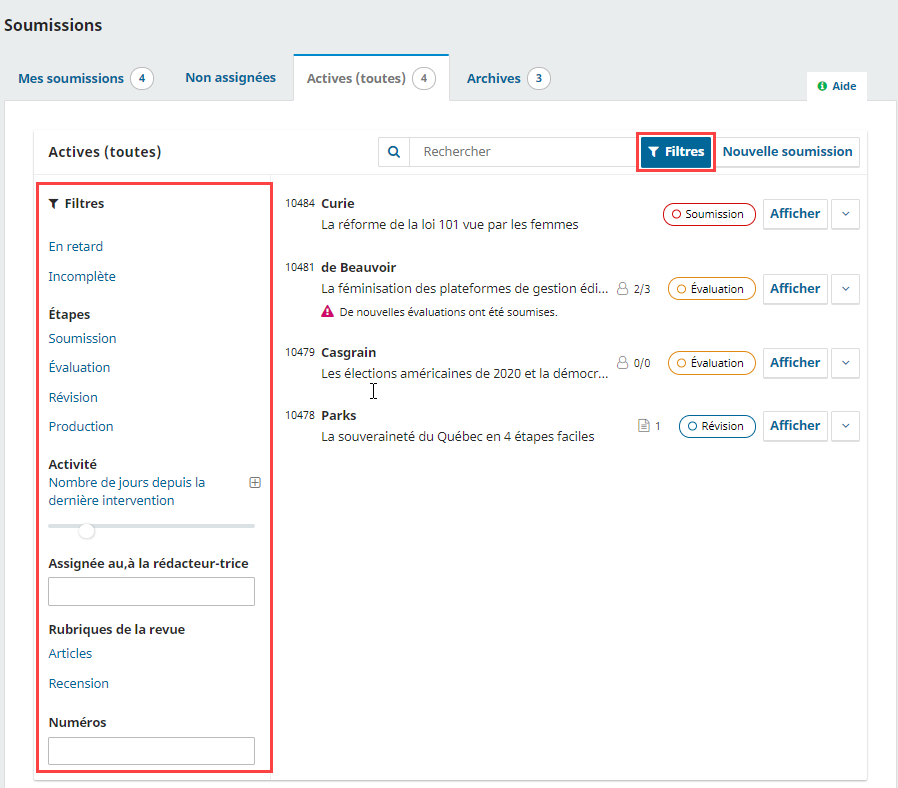 Soumissions
Mes soumissions 4
Non assignées
Actives (toutes) 4
Archives 3
Aide
Actives (toutes)
Rechercher
Filtres
Nouvelle soumission
Filtres
En retard
Incomplète
Étapes
Soumission
Évaluation
Révision
Production
Activité
Nombre de jours depuis la
dernière intervention
Assignée au,à la rédacteur-trice
Rubriques de la revue
Articles
Recension
Numéros
10484 Curie
La réforme de la loi 101 vue par les femmes
Soumission
Afficher
10481 de Beauvoir
La féminisation des plateformes de gestion édi...
2/3
Évaluation
Afficher
De nouvelles évaluations ont été soumises.
10479 Casgrain
Les élections américaines de 2020 et la démocr...
0/0
Évaluation
Afficher
10478 Parks
La souveraineté du Québec en 4 étapes faciles
1
Révision
Afficher